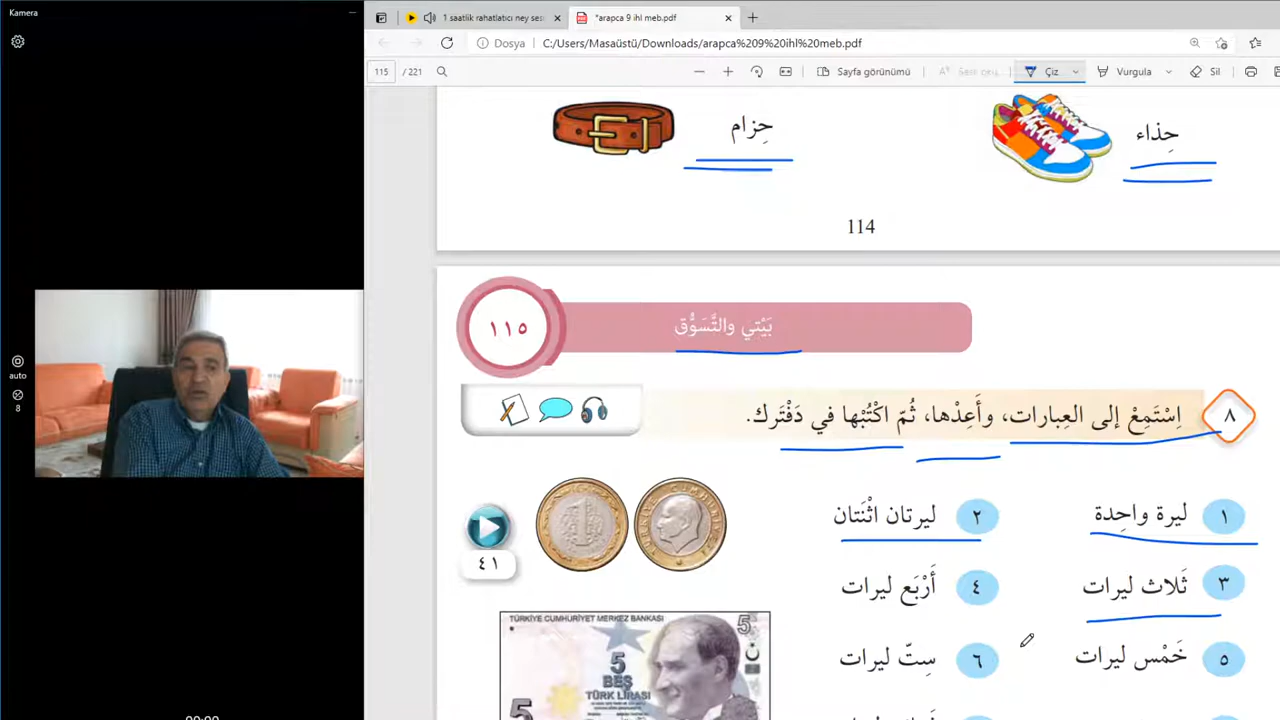 Kamera
auto
8
1 saatlik rahatlatıcı ney ses
*arapca 9 ihl meb.pdf
Dosya
C:/Users/Masaüstü/Downloads/arapca%209%20ihl%20meb.pdf
115 / 221
Sayfa görünümü
Çiz
Vurgula
Sil
حِذاء
حِزام
114
بَيْتي والتَّسَوُّق
١١٥
٨ اِسْتَمِعْ إلى العِبارات، وأَعِدْها، ثُمّ اكْتُبْها في دَفْتَرك.
١ ليرة واحِدة
٢ ليرتان اثْنَتان
٣ ثَلاث ليرات
٤ أَرْبَع ليرات
٥ خَمْس ليرات
٦ سِتّ ليرات
٤١
TÜRKİYE CUMHURİYET MERKEZ BANKASI
5
5
BEŞ
TÜRK LİRASI
5